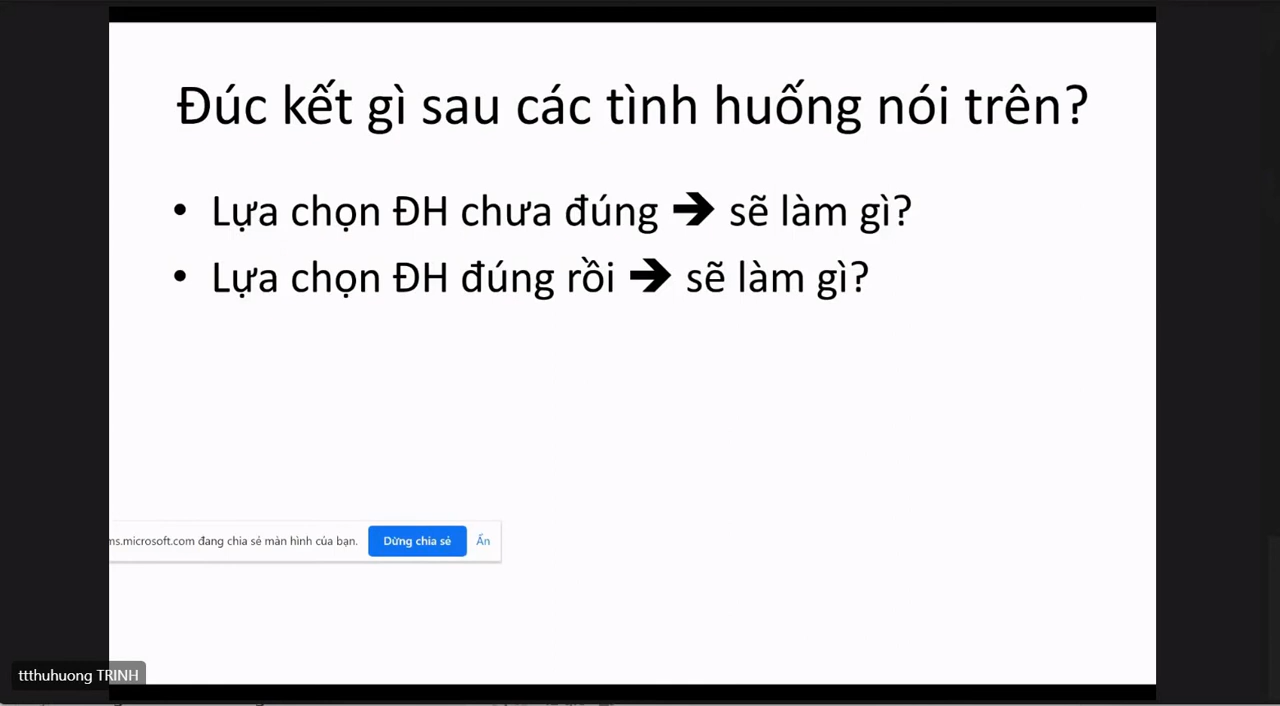 Đúc kết gì sau các tình huống nói trên?
• Lựa chọn ĐH chưa đúng ➔ sẽ làm gì?
• Lựa chọn ĐH đúng rồi ➔ sẽ làm gì?
ms.microsoft.com đang chia sẻ màn hình của bạn. Dừng chia sẻ Ẩn
ttthuhuong TRINH